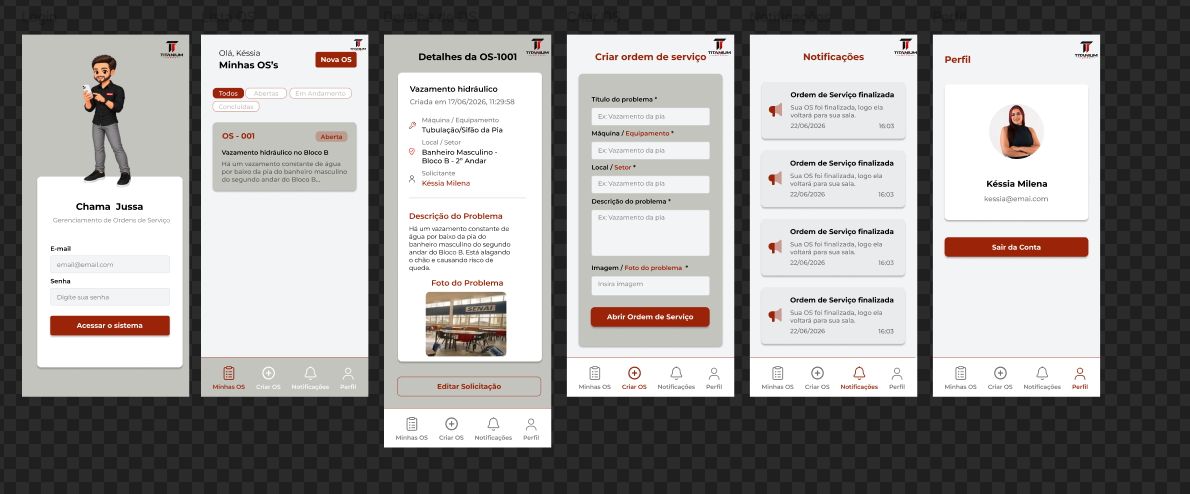 TITANIUM
Chama Jussa
Gerenciamento de Ordens de Serviço
E-mail
email@email.com
Senha
Digite sua senha
Acessar o sistema
TITANIUM
Olá, Késsia
Minhas OS's
Nova OS
Todos
Abertas
Em Andamento
Concluídas
OS - 001
Aberta
Vazamento hidráulico no Bloco B
Há um vazamento constante de água
por baixo da pia do banheiro masculino
do segundo andar do Bloco B...
Minhas OS
Criar OS
Notificações
Perfil
TITANIUM
Detalhes da OS-1001
Vazamento hidráulico
Criada em 17/06/2026, 11:29:58
Máquina / Equipamento
Tubulação/Sifão da Pia
Local / Setor
Banheiro Masculino -
Bloco B - 2° Andar
Solicitante
Késsia Milena
Descrição do Problema
Há um vazamento constante de
água por baixo da pia do
banheiro masculino do segundo
andar do Bloco B. Está alagando
o chão e causando risco de
queda.
Foto do Problema
SENAI
Editar Solicitação
Minhas OS
Criar OS
Notificações
Perfil
TITANIUM
Criar ordem de serviço
Título do problema *
Ex: Vazamento da pia
Máquina / Equipamento *
Ex: Vazamento da pia
Local / Setor *
Ex: Vazamento da pia
Descrição do problema *
Ex: Vazamento da pia
Imagem / Foto do problema *
Insira imagem
Abrir Ordem de Serviço
Minhas OS
Criar OS
Notificações
Perfil
TITANIUM
Notificações
Ordem de Serviço finalizada
Sua OS foi finalizada, logo ela
voltará para sua sala.
22/06/2026
16:03
Ordem de Serviço finalizada
Sua OS foi finalizada, logo ela
voltará para sua sala.
22/06/2026
16:03
Ordem de Serviço finalizada
Sua OS foi finalizada, logo ela
voltará para sua sala.
22/06/2026
16:03
Ordem de Serviço finalizada
Sua OS foi finalizada, logo ela
voltará para sua sala.
22/06/2026
16:03
Minhas OS
Criar OS
Notificações
Perfil
TITANIUM
Perfil
Késsia Milena
kessia@emai.com
Sair da Conta
Minhas OS
Criar OS
Notificações
Perfil